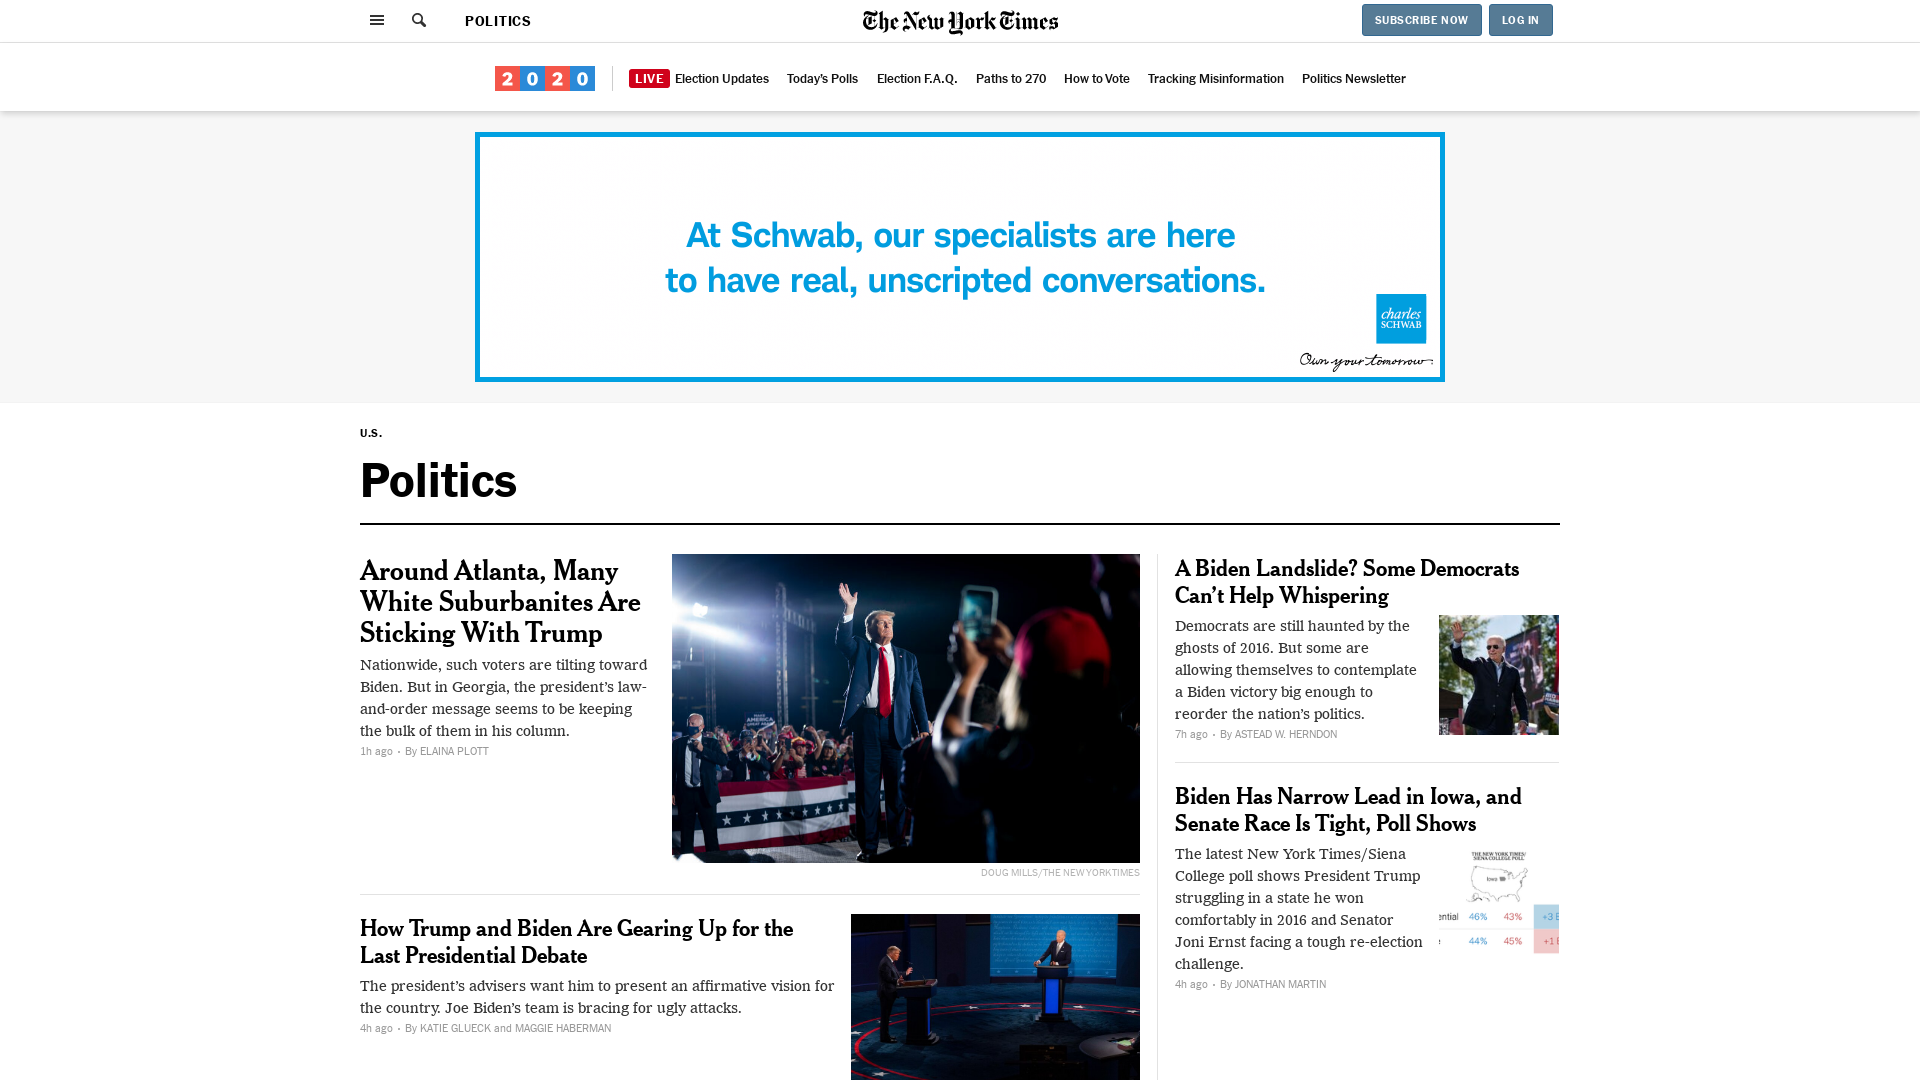 POLITICS
The New York Times
SUBSCRIBE NOW
LOG IN
2020
LIVE Election Updates Today's Polls Election F.A.Q. Paths to 270 How to Vote Tracking Misinformation Politics Newsletter
At Schwab, our specialists are here
to have real, unscripted conversations.
charles
SCHWAB
Own your tomorrow
U.S.
Politics
Around Atlanta, Many
White Suburbanites Are
Sticking With Trump
Nationwide, such voters are tilting toward
Biden. But in Georgia, the president’s law-
and-order message seems to be keeping
the bulk of them in his column.
1h ago • By ELAINA PLOTT
DOUG MILLS/THE NEW YORK TIMES
How Trump and Biden Are Gearing Up for the
Last Presidential Debate
The president’s advisers want him to present an affirmative vision for
the country. Joe Biden’s team is bracing for ugly attacks.
4h ago • By KATIE GLUECK and MAGGIE HABERMAN
A Biden Landslide? Some Democrats
Can’t Help Whispering
Democrats are still haunted by the
ghosts of 2016. But some are
allowing themselves to contemplate
a Biden victory big enough to
reorder the nation’s politics.
7h ago • By ASTEAD W. HERNDON
Biden Has Narrow Lead in Iowa, and
Senate Race Is Tight, Poll Shows
The latest New York Times/Siena
College poll shows President Trump
struggling in a state he won
comfortably in 2016 and Senator
Joni Ernst facing a tough re-election
challenge.
4h ago • By JONATHAN MARTIN
THE NEW YORK TIMES/
SIENA COLLEGE POLL
Iowa
ential 46% 43% +3
44% 45% +1